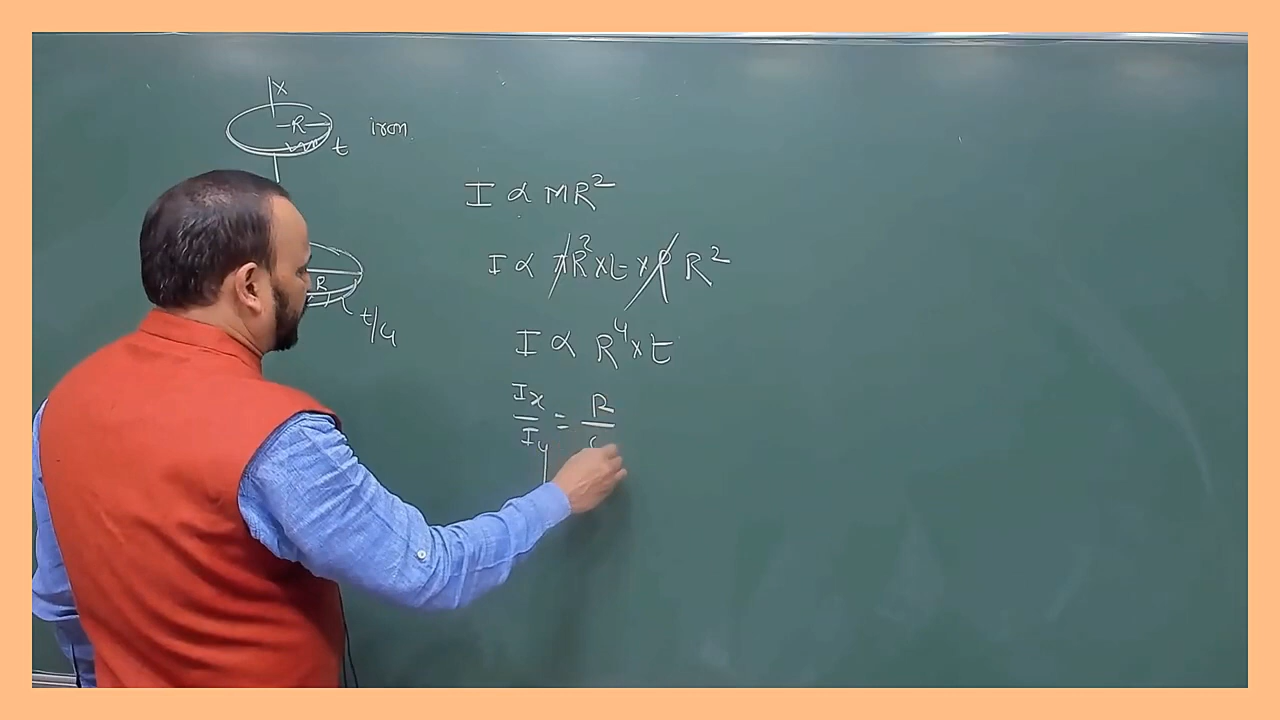 X
R
t
iron
R
t/4
I ∝ MR²
I ∝ πR² × t × ρ R²
I ∝ R⁴ × t
Ix/Iy = R/